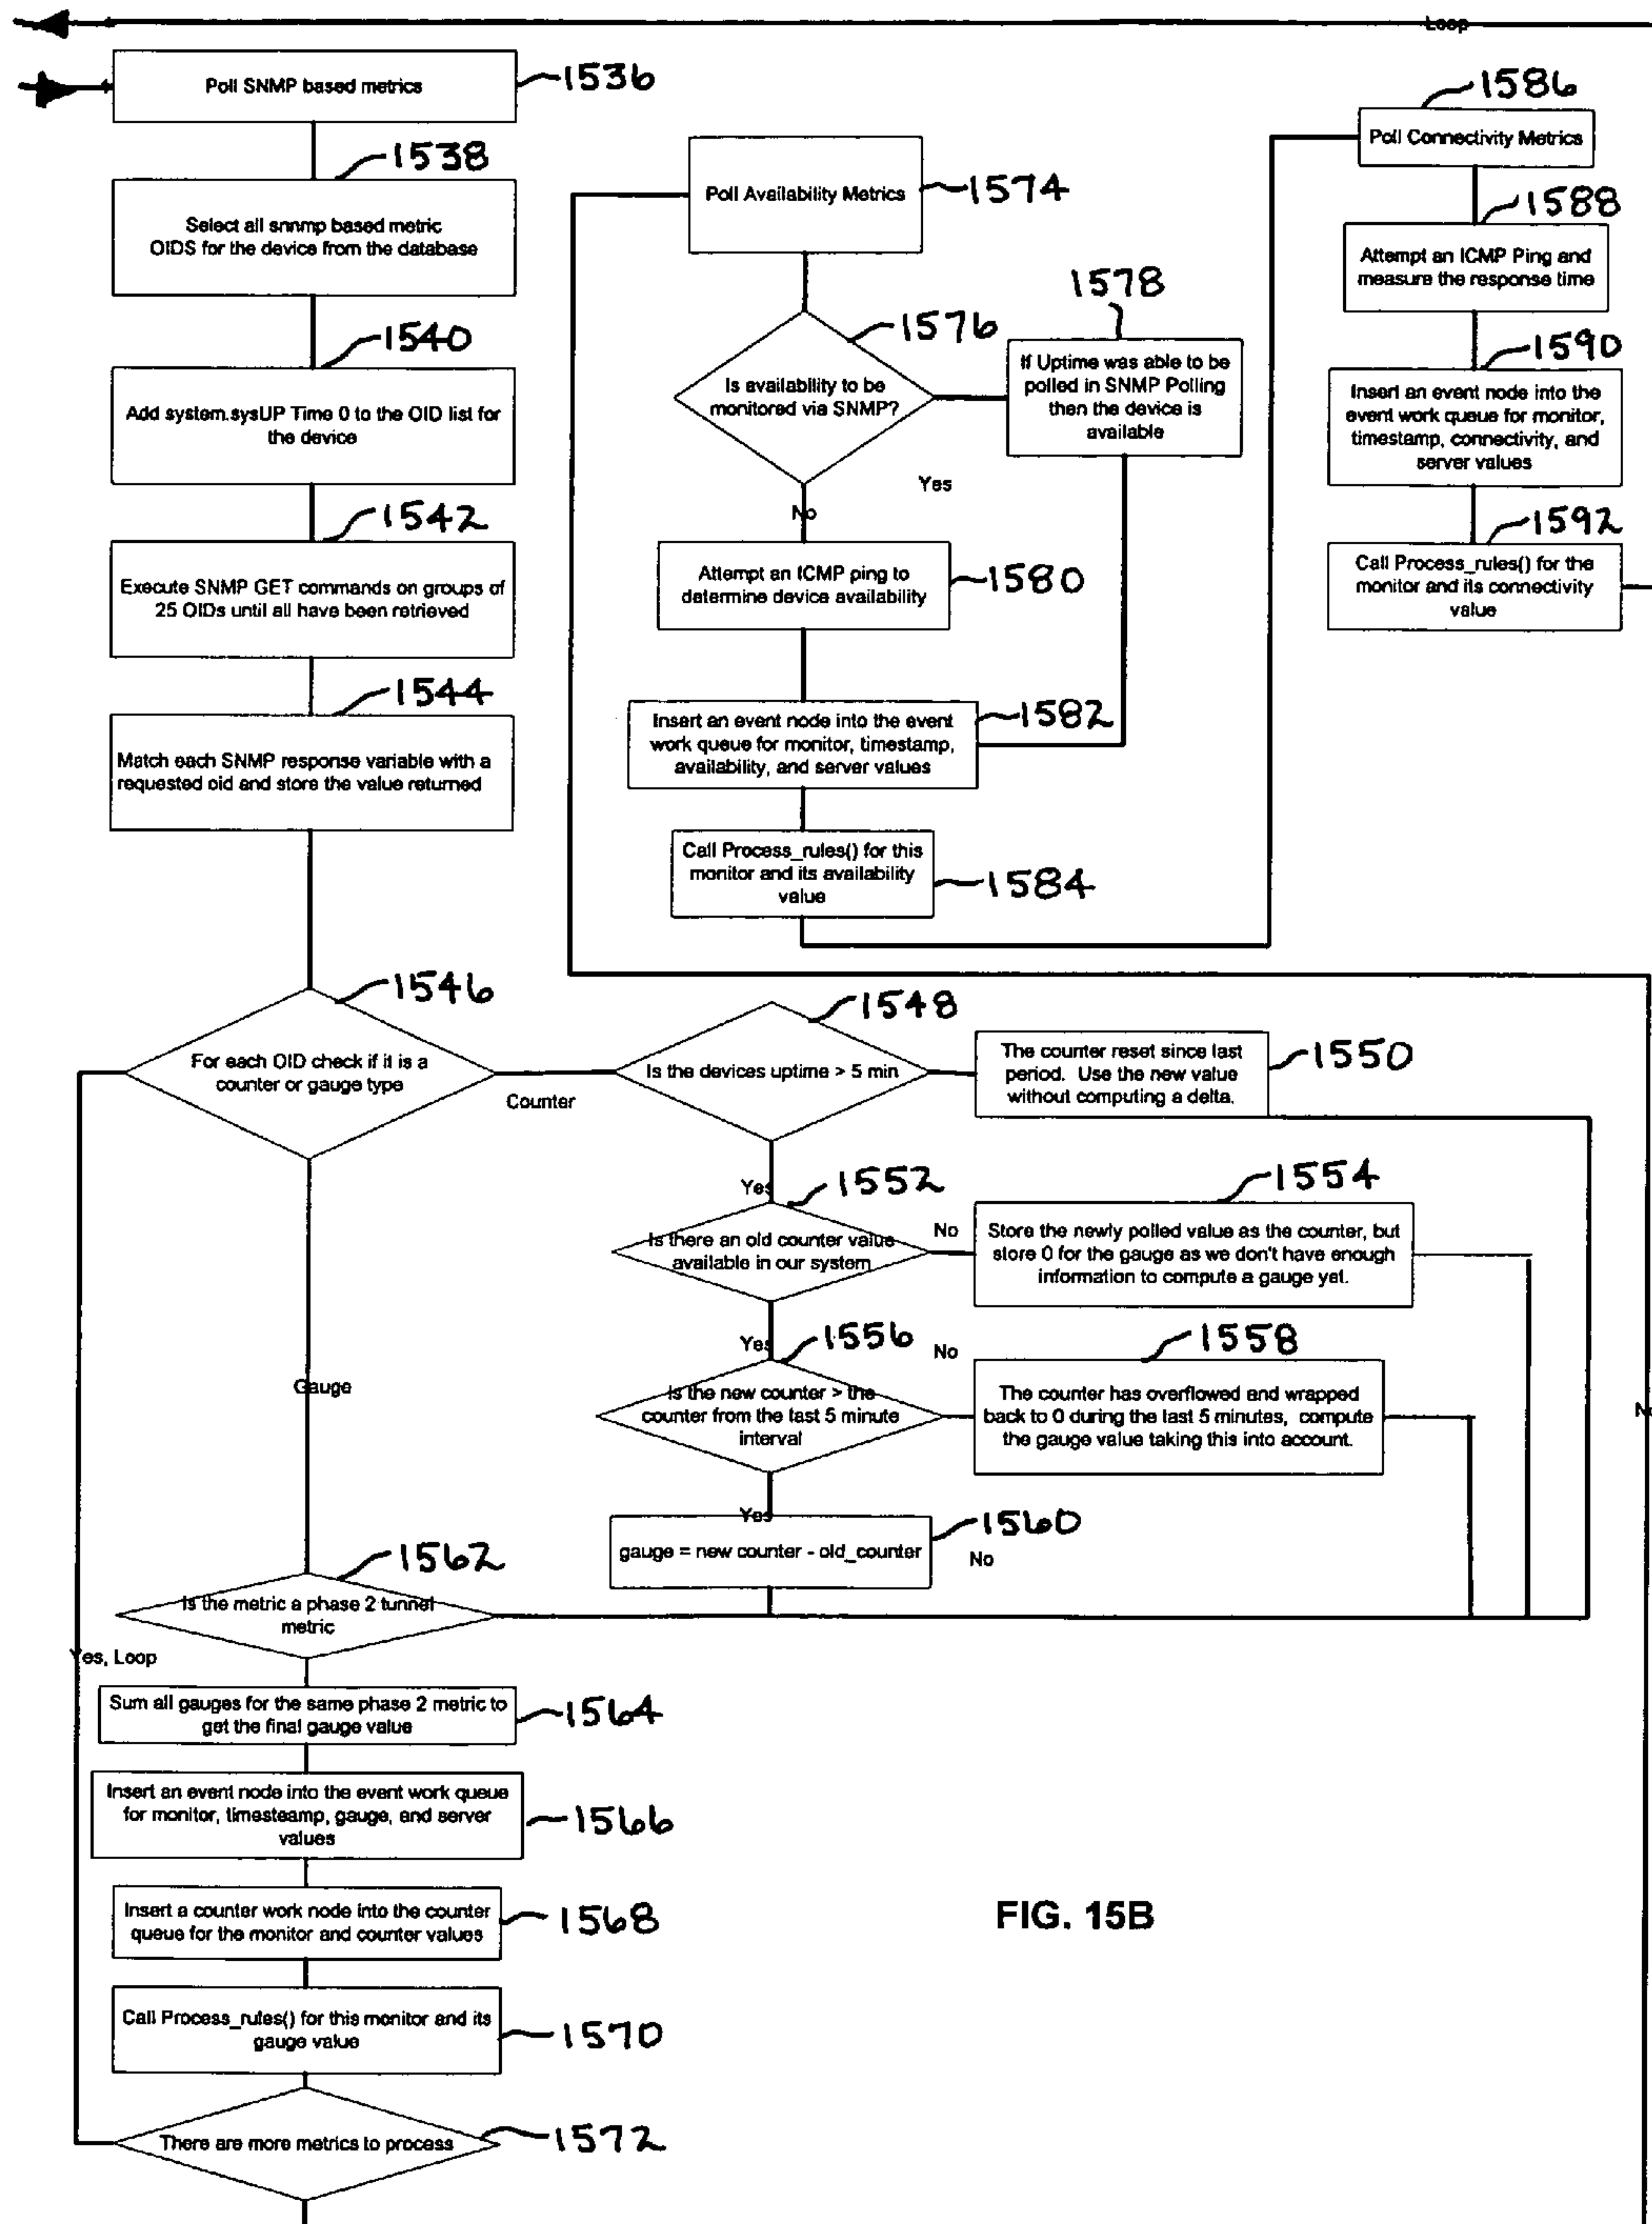 Loop
Poll SNMP based metrics
1536
1538
Select all snnmp based metric
OIDS for the device from the database
1540
Add system.sysUP Time 0 to the OID list for
the device
1542
Execute SNMP GET commands on groups of
25 OIDs until all have been retrieved
1544
Match each SNMP response variable with a
requested oid and store the value returned
Poll Availability Metrics
1574
1576
Is availability to be
monitored via SNMP?
1578
If Uptime was able to be
polled in SNMP Polling
then the device is
available
Yes
No
Attempt an ICMP ping to
determine device availability
1580
Insert an event node into the event
work queue for monitor, timestamp,
availability, and server values
1582
Call Process_rules() for this
monitor and its availability
value
1584
1586
Poll Connectivity Metrics
1588
Attempt an ICMP Ping and
measure the response time
1590
Insert an event node into the
event work queue for monitor,
timestamp, connectivity, and
server values
1592
Call Process_rules() for the
monitor and its connectivity
value
1546
For each OID check if it is a
counter or gauge type
Counter
1548
Is the devices uptime > 5 min
The counter reset since last
period. Use the new value
without computing a delta.
1550
Yes
1552
Is there an old counter value
available in our system
No
1554
Store the newly polled value as the counter, but
store 0 for the gauge as we don't have enough
information to compute a gauge yet.
Yes
1556
Is the new counter > the
counter from the last 5 minute
interval
No
1558
The counter has overflowed and wrapped
back to 0 during the last 5 minutes, compute
the gauge value taking this into account.
Yes
gauge = new counter - old_counter
1560
No
Gauge
1562
Is the metric a phase 2 tunnel
metric
Yes, Loop
Sum all gauges for the same phase 2 metric to
get the final gauge value
1564
Insert an event node into the event work queue
for monitor, timesteamp, gauge, and server
values
1566
Insert a counter work node into the counter
queue for the monitor and counter values
1568
Call Process_rules() for this monitor and its
gauge value
1570
There are more metrics to process
1572
FIG. 15B